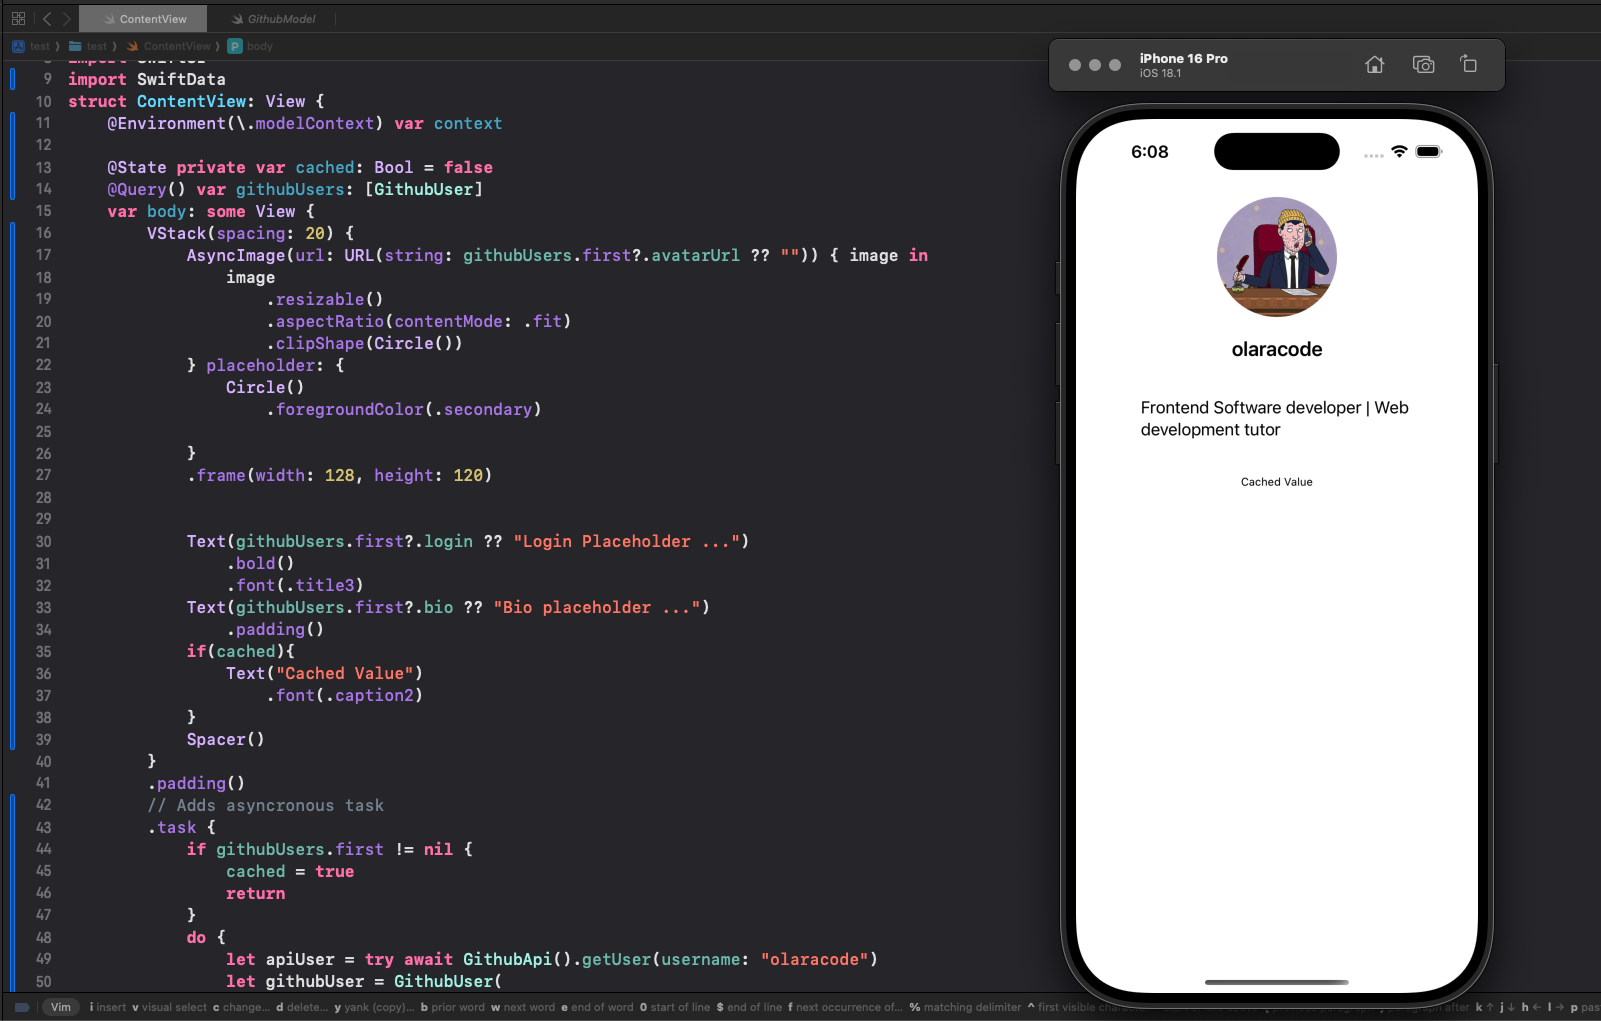 ContentView
GithubModel
test
test
ContentView
P body
8 import SwiftUI
9 import SwiftData
10 struct ContentView: View {
11 @Environment(\.modelContext) var context
12
13 @State private var cached: Bool = false
14 @Query() var githubUsers: [GithubUser]
15 var body: some View {
16 VStack(spacing: 20) {
17 AsyncImage(url: URL(string: githubUsers.first?.avatarUrl ?? "")) { image in
18 image
19 .resizable()
20 .aspectRatio(contentMode: .fit)
21 .clipShape(Circle())
22 } placeholder: {
23 Circle()
24 .foregroundColor(.secondary)
25
26 }
27 .frame(width: 128, height: 120)
28
29
30 Text(githubUsers.first?.login ?? "Login Placeholder ...")
31 .bold()
32 .font(.title3)
33 Text(githubUsers.first?.bio ?? "Bio placeholder ...")
34 .padding()
35 if(cached){
36 Text("Cached Value")
37 .font(.caption2)
38 }
39 Spacer()
40 }
41 .padding()
42 // Adds asyncronous task
43 .task {
44 if githubUsers.first != nil {
45 cached = true
46 return
47 }
48 do {
49 let apiUser = try await GithubApi().getUser(username: "olaracode")
50 let githubUser = GithubUser(
Vim i insert v visual select c change... d delete... y yank (copy)... b prior word w next word e end of word 0 start of line $ end of line f next occurrence of... % matching delimiter ^ first visible after k ↑ j ↓ h ← l → p
iPhone 16 Pro
iOS 18.1
6:08
olaracode
Frontend Software developer | Web
development tutor
Cached Value